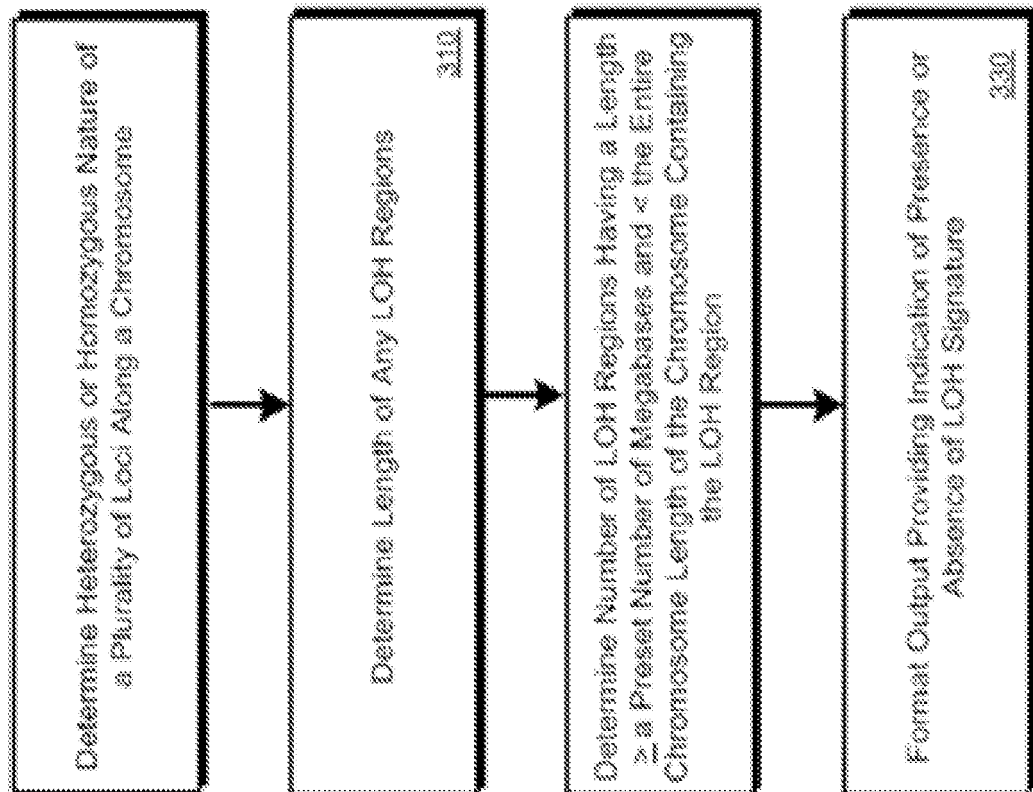 Determine Heterozygous or Homozygous Nature of
a Plurality of Loci Along a Chromosome
Determine Length of Any LOH Regions
310
Determine Number of LOH Regions Having a Length
≥ a Preset Number of Megabases and < the Entire
Chromosome Length of the Chromosome Containing
the LOH Region
Format Output Providing Indication of Presence or
Absence of LOH Signature
330